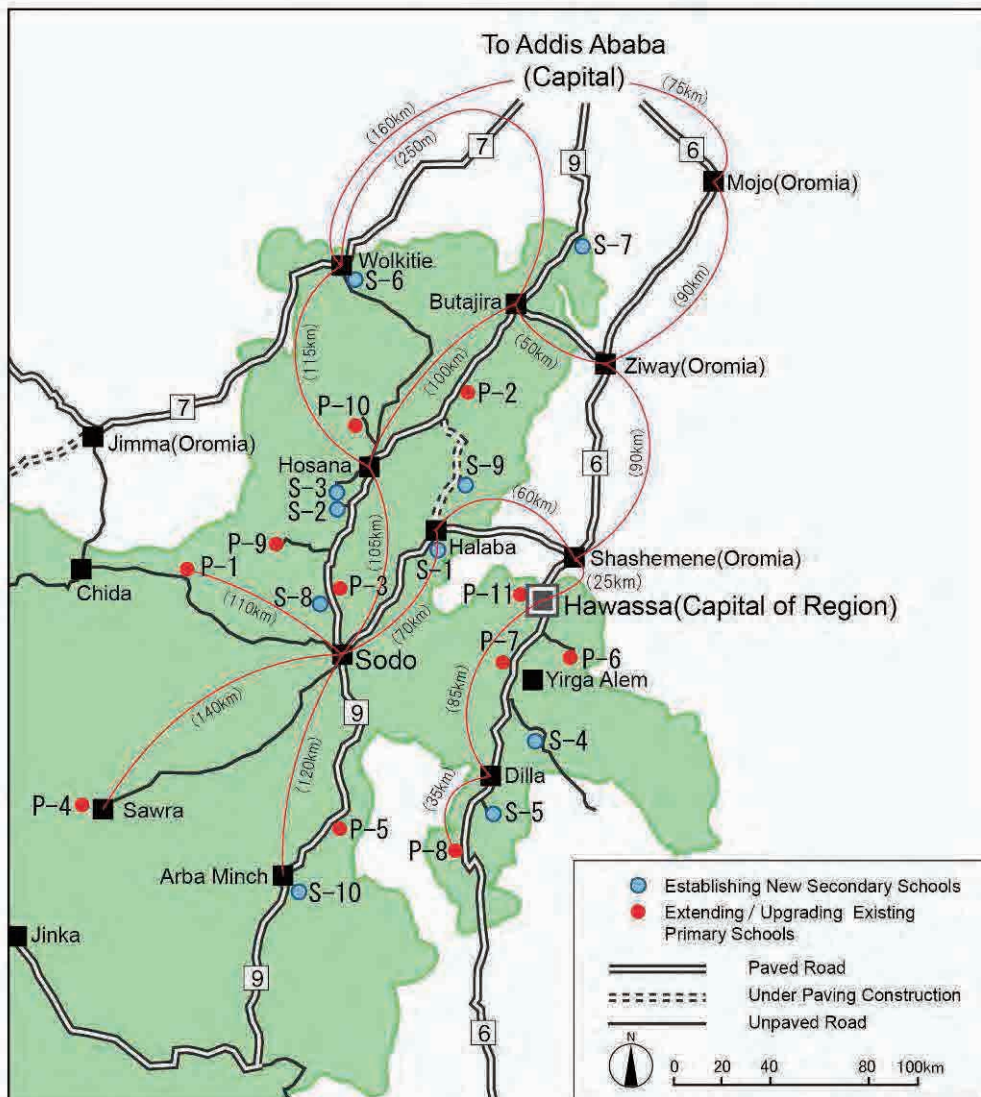 To Addis Ababa
(Capital)
(75km)
(160km)
(250m)
7
9
6
Mojo(Oromia)
S-7
Wolkitie
S-6
Butajira
(90km)
(50km)
(115km)
(100km)
Ziway(Oromia)
P-2
7
P-10
Jimma(Oromia)
(90km)
6
Hosana
S-9
S-3
S-2
(60km)
(105km)
Halaba
P-9
S-1
Shashemene(Oromia)
P-1
(25km)
Chida
P-3
P-11
S-8
Hawassa(Capital of Region)
(110km)
(70km)
P-7
P-6
Sodo
Yirga Alem
(85km)
(140km)
9
S-4
(120km)
Dilla
(35km)
P-4
Sawra
S-5
P-5
P-8
Arba Minch
S-10
Jinka
9
6
Establishing New Secondary Schools
Extending / Upgrading Existing
Primary Schools
Paved Road
Under Paving Construction
Unpaved Road
N
0 20 40 60 80 100km